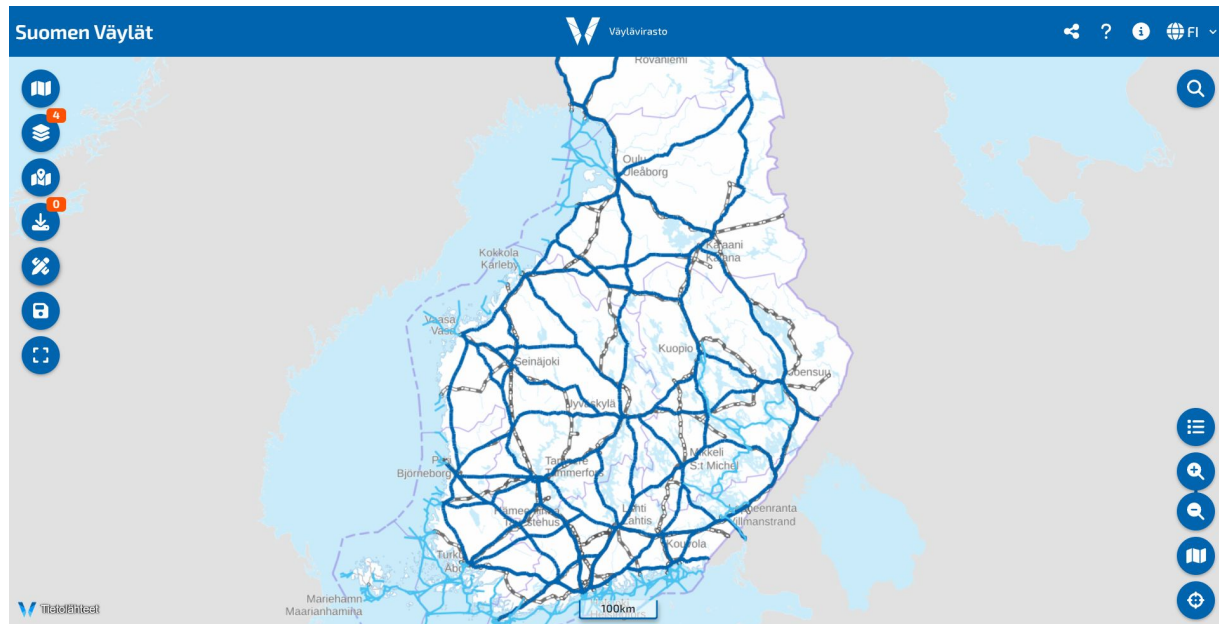 Suomen Väylät
Väylävirasto
?
FI
4
0
Rovaniemi
Oulu
Uleåborg
Kajaani
Kajana
Kokkola
Karleby
Vaasa
Vasa
Seinäjoki
Kuopio
Joensuu
Jyväskylä
Pori
Björneborg
Tampere
Tammerfors
Mikkeli
S:t Michel
Hämeenlinna
Tavastehus
Lahti
Lahtis
Lappeenranta
Villmanstrand
Kouvola
Turku
Åbo
Mariehamn
Maarianhamina
100km
Tietolähteet